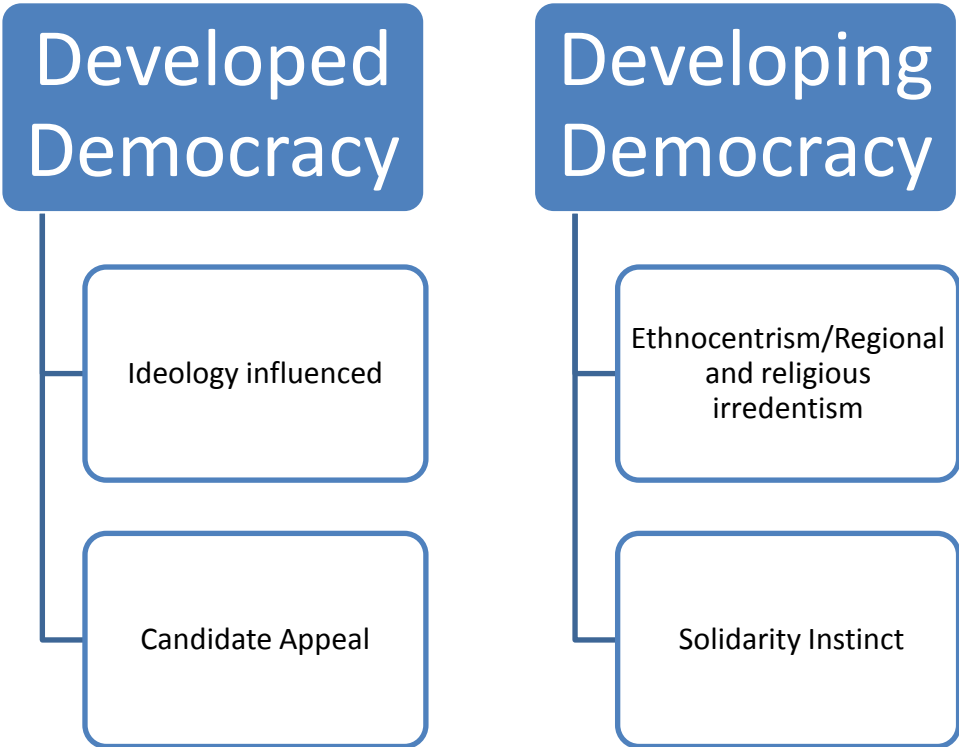 Developed
Democracy
Ideology influenced
Candidate Appeal
Developing
Democracy
Ethnocentrism/Regional
and religious
irredentism
Solidarity Instinct